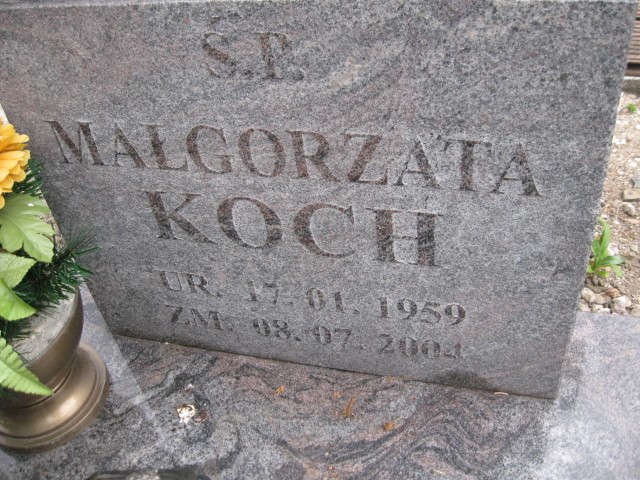 Ś.P.
MAŁGORZATA
KOCH
UR. 17. 01. 1959
ZM. 08. 07. 2004